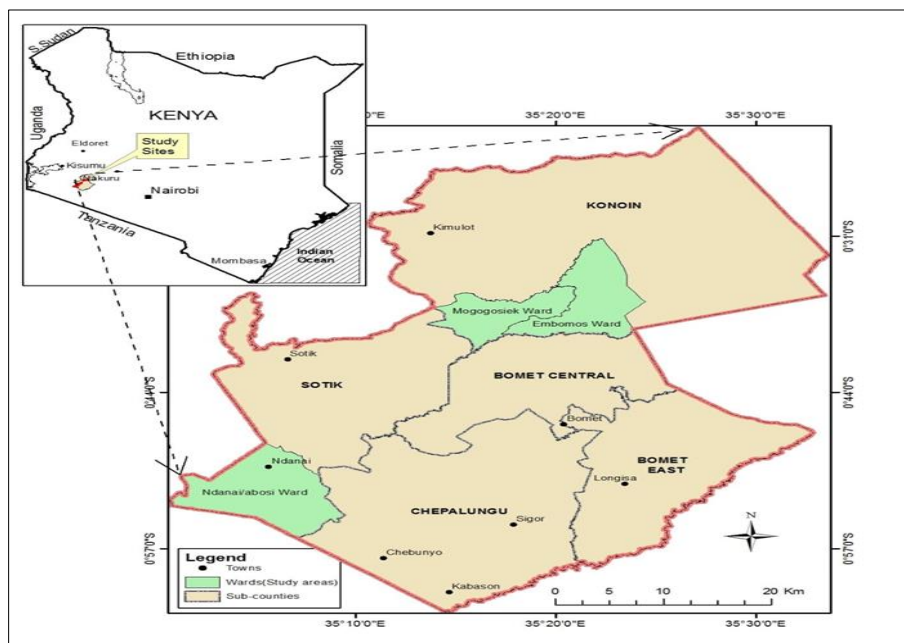 S.Sudan
Ethiopia
Uganda
KENYA
Somalia
Eldoret
Study
Sites
Kisumu
Nakuru
Nairobi
Tanzania
Mombasa
Indian
Ocean
35°20'0"E
35°30'0"E
KONOIN
Kimulot
Mogogosiek Ward
Embomos Ward
Sotik
SOTIK
BOMET CENTRAL
0°44'0"S
0°44'0"S
Bomet
BOMET
EAST
Ndanai
Longisa
Ndanai/abosi Ward
CHEPALUNGU
Sigor
N
Chebunyo
0°57'0"S
0°57'0"S
Legend
Towns
Wards(Study areas)
Sub-counties
Kabason
0 5 10 20 Km
35°10'0"E
35°20'0"E
35°30'0"E